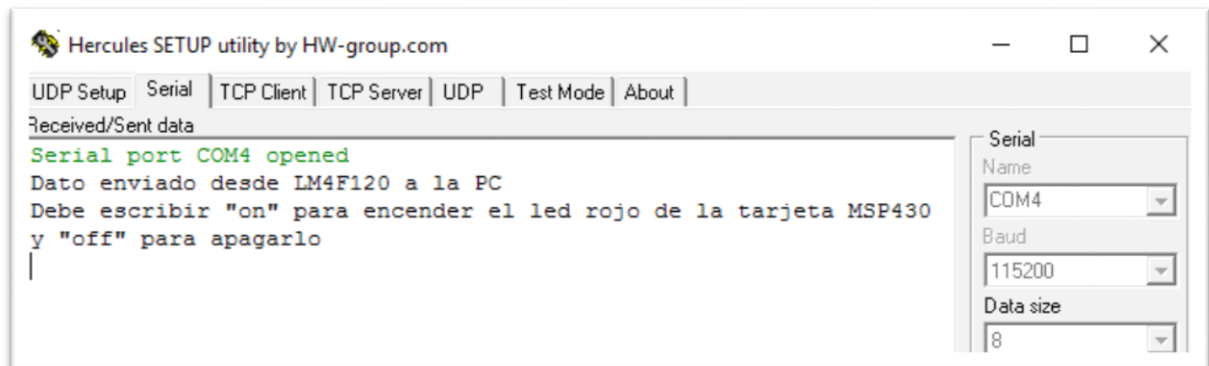 Hercules SETUP utility by HW-group.com
UDP Setup Serial TCP Client TCP Server UDP Test Mode About
Received/Sent data
Serial port COM4 opened
Dato enviado desde LM4F120 a la PC
Debe escribir "on" para encender el led rojo de la tarjeta MSP430
y "off" para apagarlo
Serial
Name
COM4
Baud
115200
Data size
8